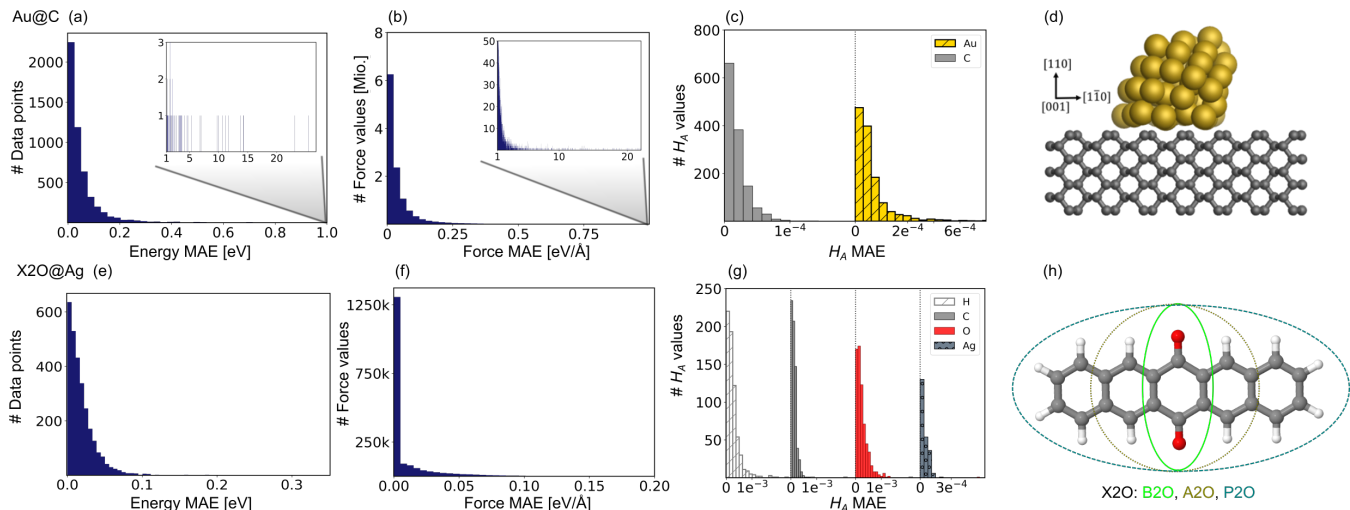 Au@C (a)
2000
1500
1000
500
# Data points
0.0 0.2 0.4 0.6 0.8 1.0
Energy MAE [eV]
3
2
1
1 5 10 15 20
(b)
8
6
4
2
# Force values [Mio.]
0 0.25 0.50 0.75
Force MAE [eV/Å]
50
40
30
20
10
1 10 20
(c)
800
600
400
200
0
# H_A values
0 1e-4 0 2e-4 6e-4
H_A MAE
Au
C
(d)
[110]
[001]
[11̅0]
X2O@Ag (e)
600
400
200
# Data points
0.0 0.1 0.2 0.3
Energy MAE [eV]
(f)
1250k
1000k
750k
250k
# Force values
0.00 0.05 0.10 0.15 0.20
Force MAE [eV/Å]
(g)
250
200
150
100
50
# H_A values
0 1e-3 0 1e-3 0 1e-3 0 3e-4
H_A MAE
H
C
O
Ag
(h)
X2O: B2O, A2O, P2O